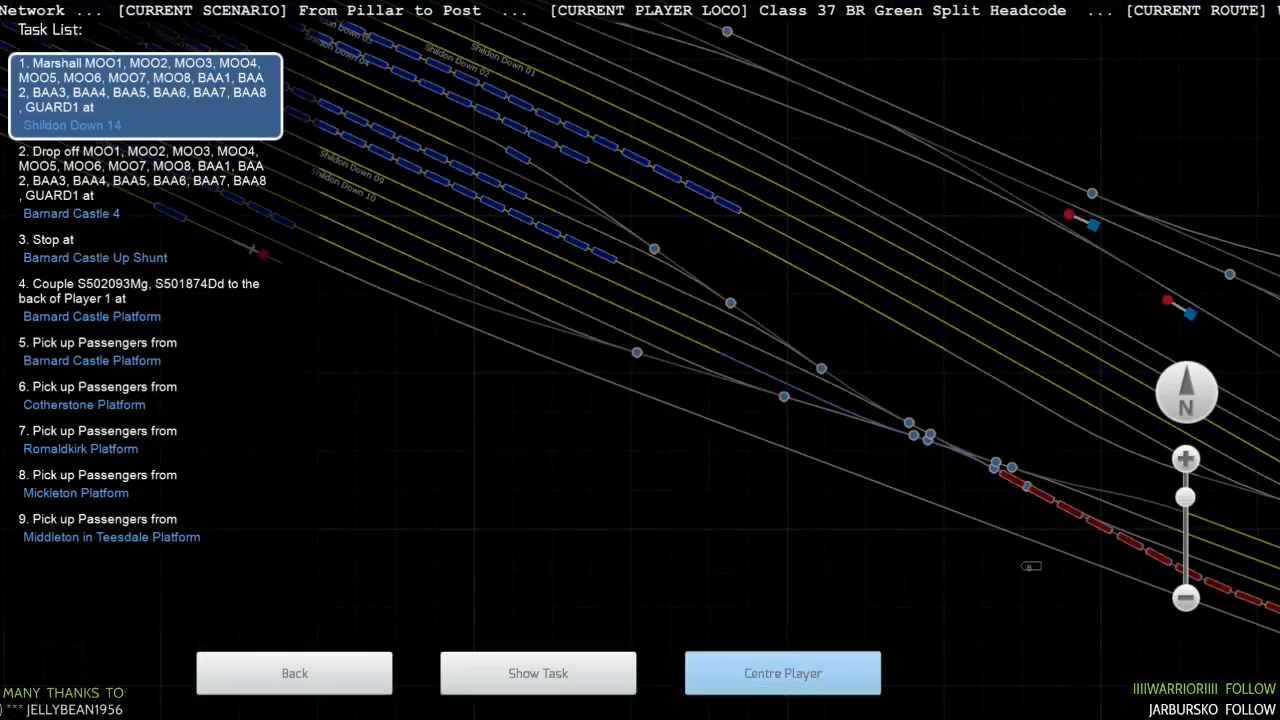 Network ... [CURRENT SCENARIO] From Pillar to Post ... [CURRENT PLAYER LOCO] Class 37 BR Green Split Headcode ... [CURRENT ROUTE]
Task List:
1. Marshall MOO1, MOO2, MOO3, MOO4,
MOO5, MOO6, MOO7, MOO8, BAA1, BAA
2, BAA3, BAA4, BAA5, BAA6, BAA7, BAA8
, GUARD1 at
Shildon Down 14
2. Drop off MOO1, MOO2, MOO3, MOO4,
MOO5, MOO6, MOO7, MOO8, BAA1, BAA
2, BAA3, BAA4, BAA5, BAA6, BAA7, BAA8
, GUARD1 at
Barnard Castle 4
3. Stop at
Barnard Castle Up Shunt
4. Couple S502093Mg, S501874Dd to the
back of Player 1 at
Barnard Castle Platform
5. Pick up Passengers from
Barnard Castle Platform
6. Pick up Passengers from
Cotherstone Platform
7. Pick up Passengers from
Romaldkirk Platform
8. Pick up Passengers from
Mickleton Platform
9. Pick up Passengers from
Middleton in Teesdale Platform
Shildon Down 01
Shildon Down 02
Shildon Down 04
Shildon Down 09
Shildon Down 10
N
8
Back
Show Task
Centre Player
MANY THANKS TO:
) *** JELLYBEAN1956
IIIIWARRIORIIII FOLLOW
JARBURSKO FOLLOW